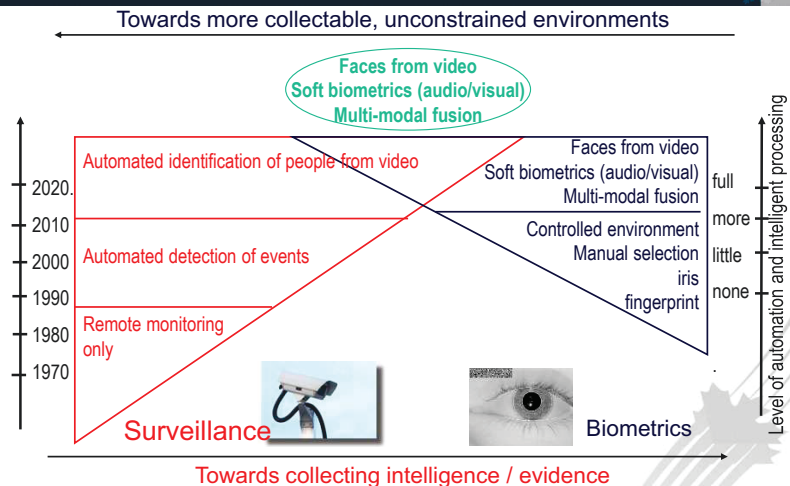 Towards more collectable, unconstrained environments
Faces from video
Soft biometrics (audio/visual)
Multi-modal fusion
Automated identification of people from video
Automated detection of events
Remote monitoring
only
2020.
2010
2000
1990
1980
1970
Faces from video
Soft biometrics (audio/visual)
Multi-modal fusion
Controlled environment
Manual selection
iris
fingerprint
full
more
little
none
.
Level of automation and intelligent processing
Surveillance
Biometrics
Towards collecting intelligence / evidence